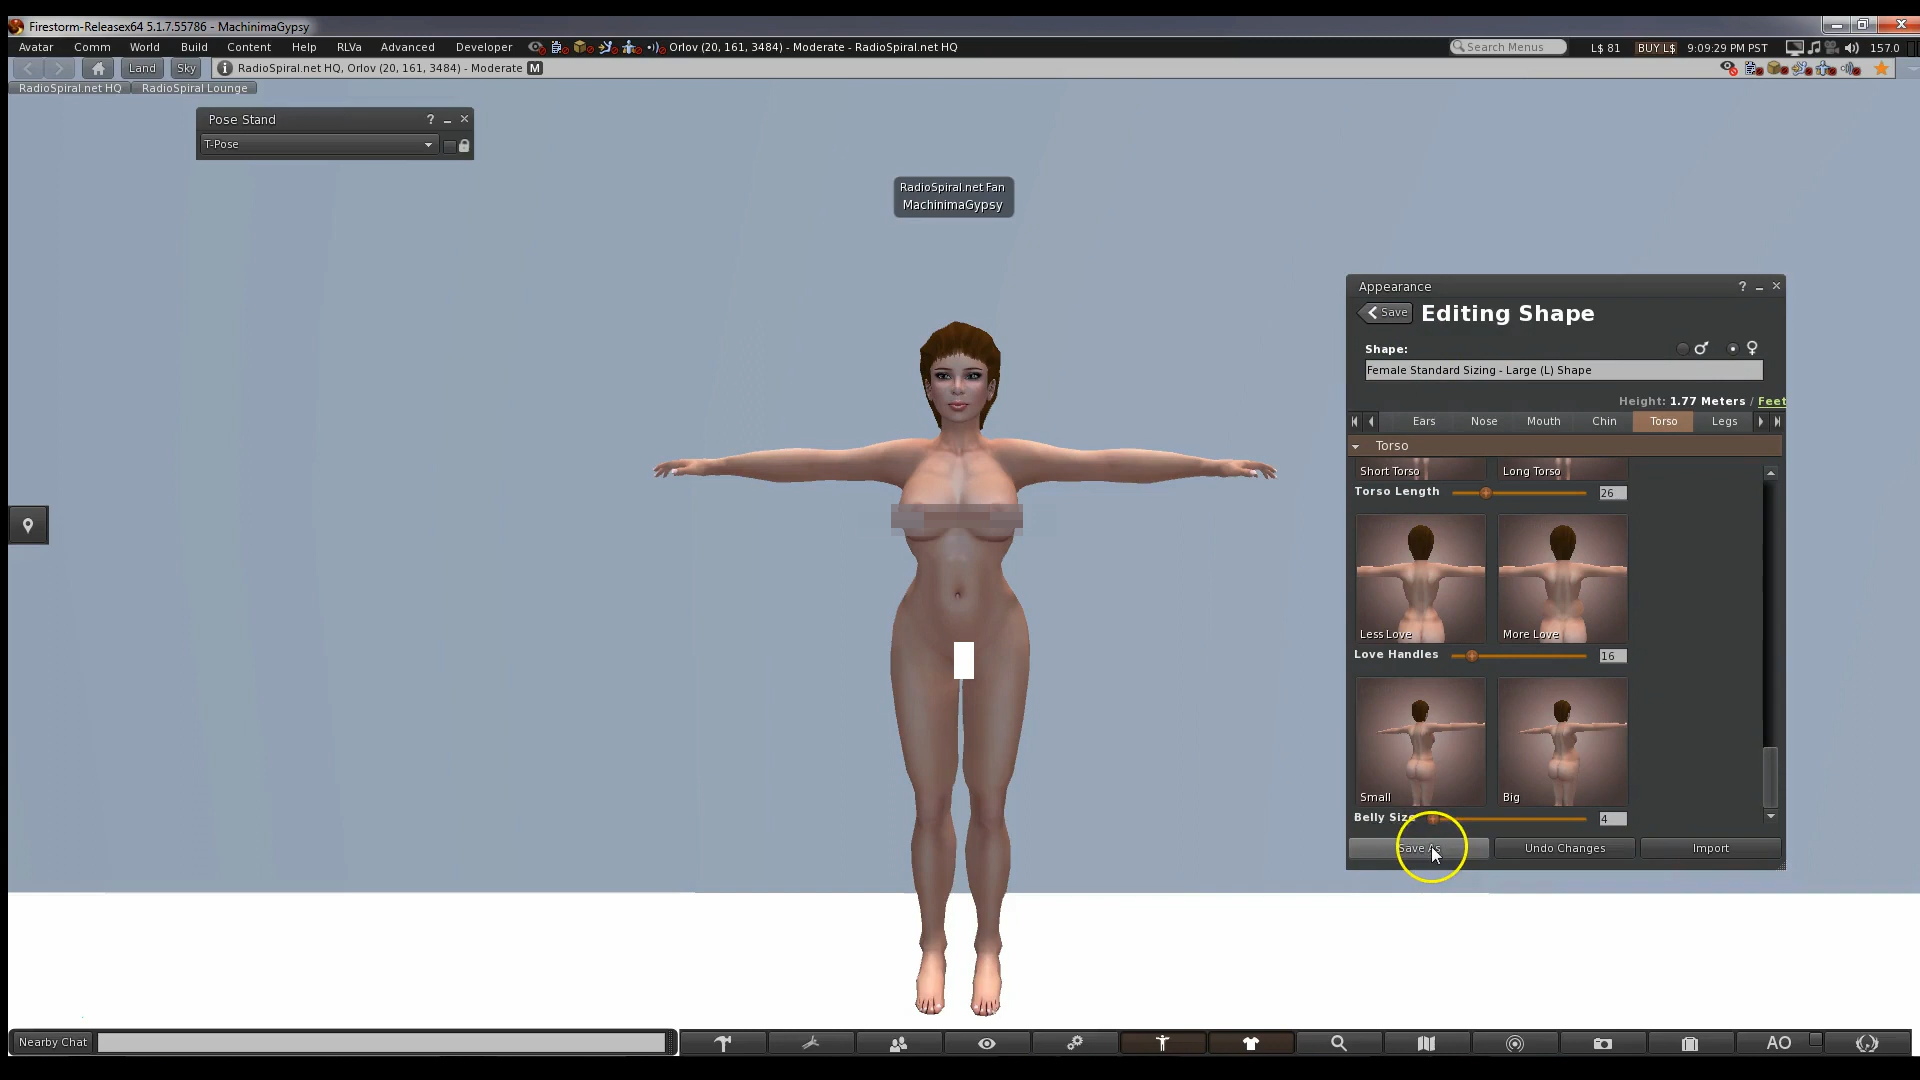 Firestorm-Releasex64 5.1.7.55786 - MachinimaGypsy
Avatar Comm World Build Content Help RLVa Advanced Developer Orlov (20, 161, 3484) - Moderate - RadioSpiral.net HQ Search Menus L$ 81 BUY L$ 9:09:29 PM PST 157.0
Land Sky RadioSpiral.net HQ, Orlov (20, 161, 3484) - Moderate M
RadioSpiral.net HQ RadioSpiral Lounge
Pose Stand ?
T-Pose
RadioSpiral.net Fan
MachinimaGypsy
Appearance ?
Save Editing Shape
Shape: ♂ ♀
Female Standard Sizing - Large (L) Shape
Height: 1.77 Meters / Feet
Ears Nose Mouth Chin Torso Legs
Torso
Short Torso Long Torso
Torso Length 26
Less Love More Love
Love Handles 16
Small Big
Belly Size 4
Save As Undo Changes Import
Nearby Chat AO